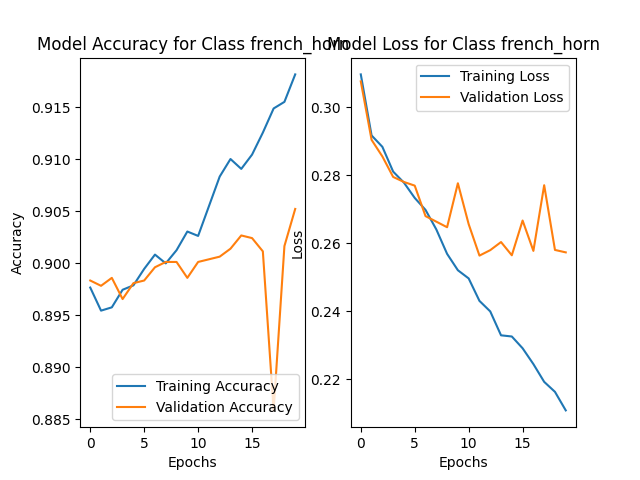 Model Accuracy for Class french_horn
Accuracy
0.915
0.910
0.905
0.900
0.895
0.890
0.885
Training Accuracy
Validation Accuracy
0
5
10
15
Epochs
Model Loss for Class french_horn
Loss
0.30
0.28
0.26
0.24
0.22
Training Loss
Validation Loss
0
5
10
15
Epochs